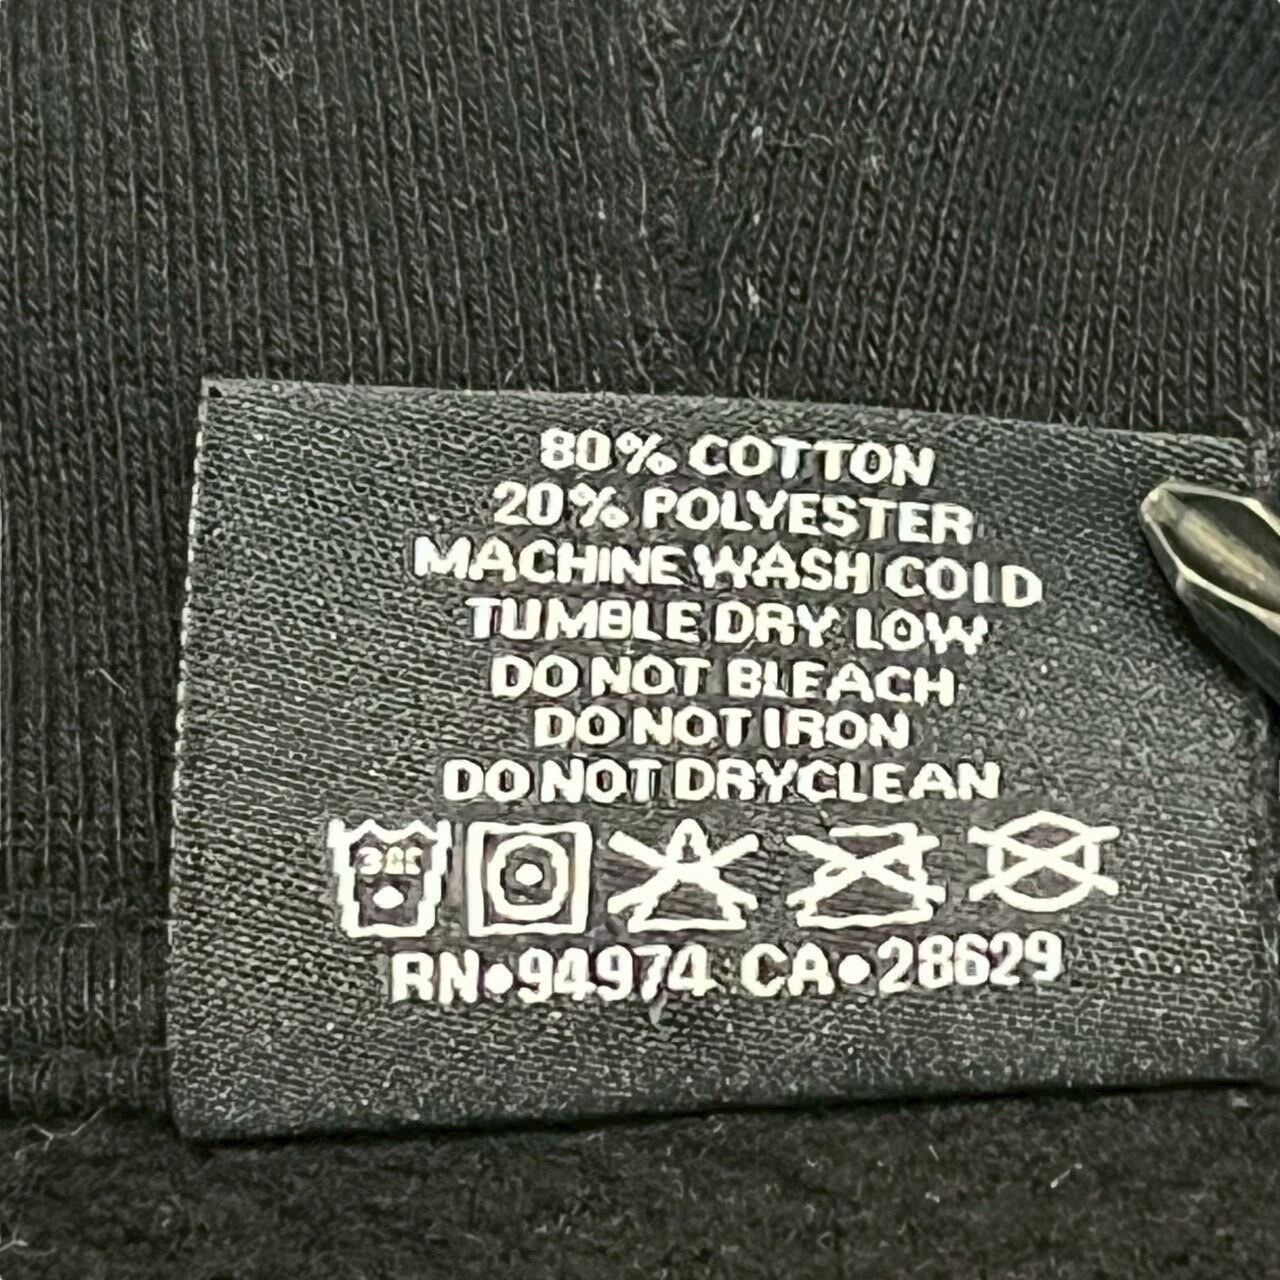 80% COTTON
20% POLYESTER
MACHINE WASH COLD
TUMBLE DRY LOW
DO NOT BLEACH
DO NOT IRON
DO NOT DRYCLEAN
RN•94974 CA•28629